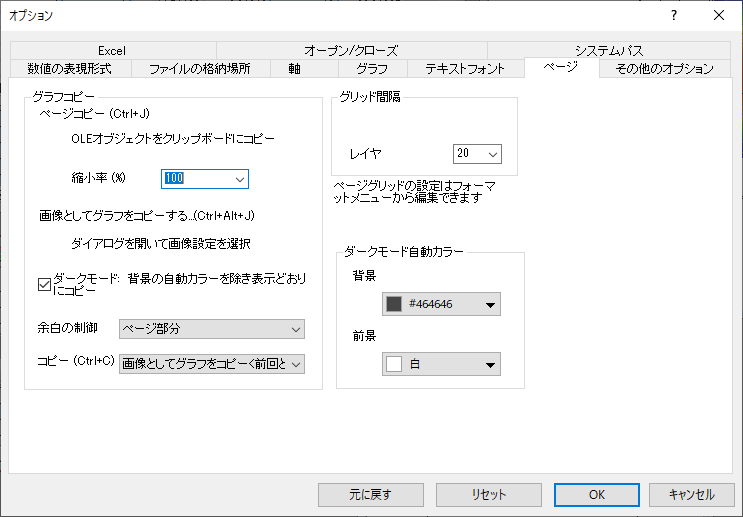 オプション
Excel
オープン/クローズ
システムパス
数値の表現形式
ファイルの格納場所
軸
グラフ
テキストフォント
ページ
その他のオプション
グラフコピー
ページコピー (Ctrl+J)
OLEオブジェクトをクリップボードにコピー
縮小率 (%)
100
画像としてグラフをコピーする...(Ctrl+Alt+J)
ダイアログを開いて画像設定を選択
ダークモード: 背景の自動カラーを除き表示どおり
にコピー
余白の制御
ページ部分
コピー (Ctrl+C)
画像としてグラフをコピー<前回と
グリッド間隔
レイヤ
20
ページグリッドの設定はフォーマ
ットメニューから編集できます
ダークモード自動カラー
背景
#464646
前景
白
元に戻す
リセット
OK
キャンセル